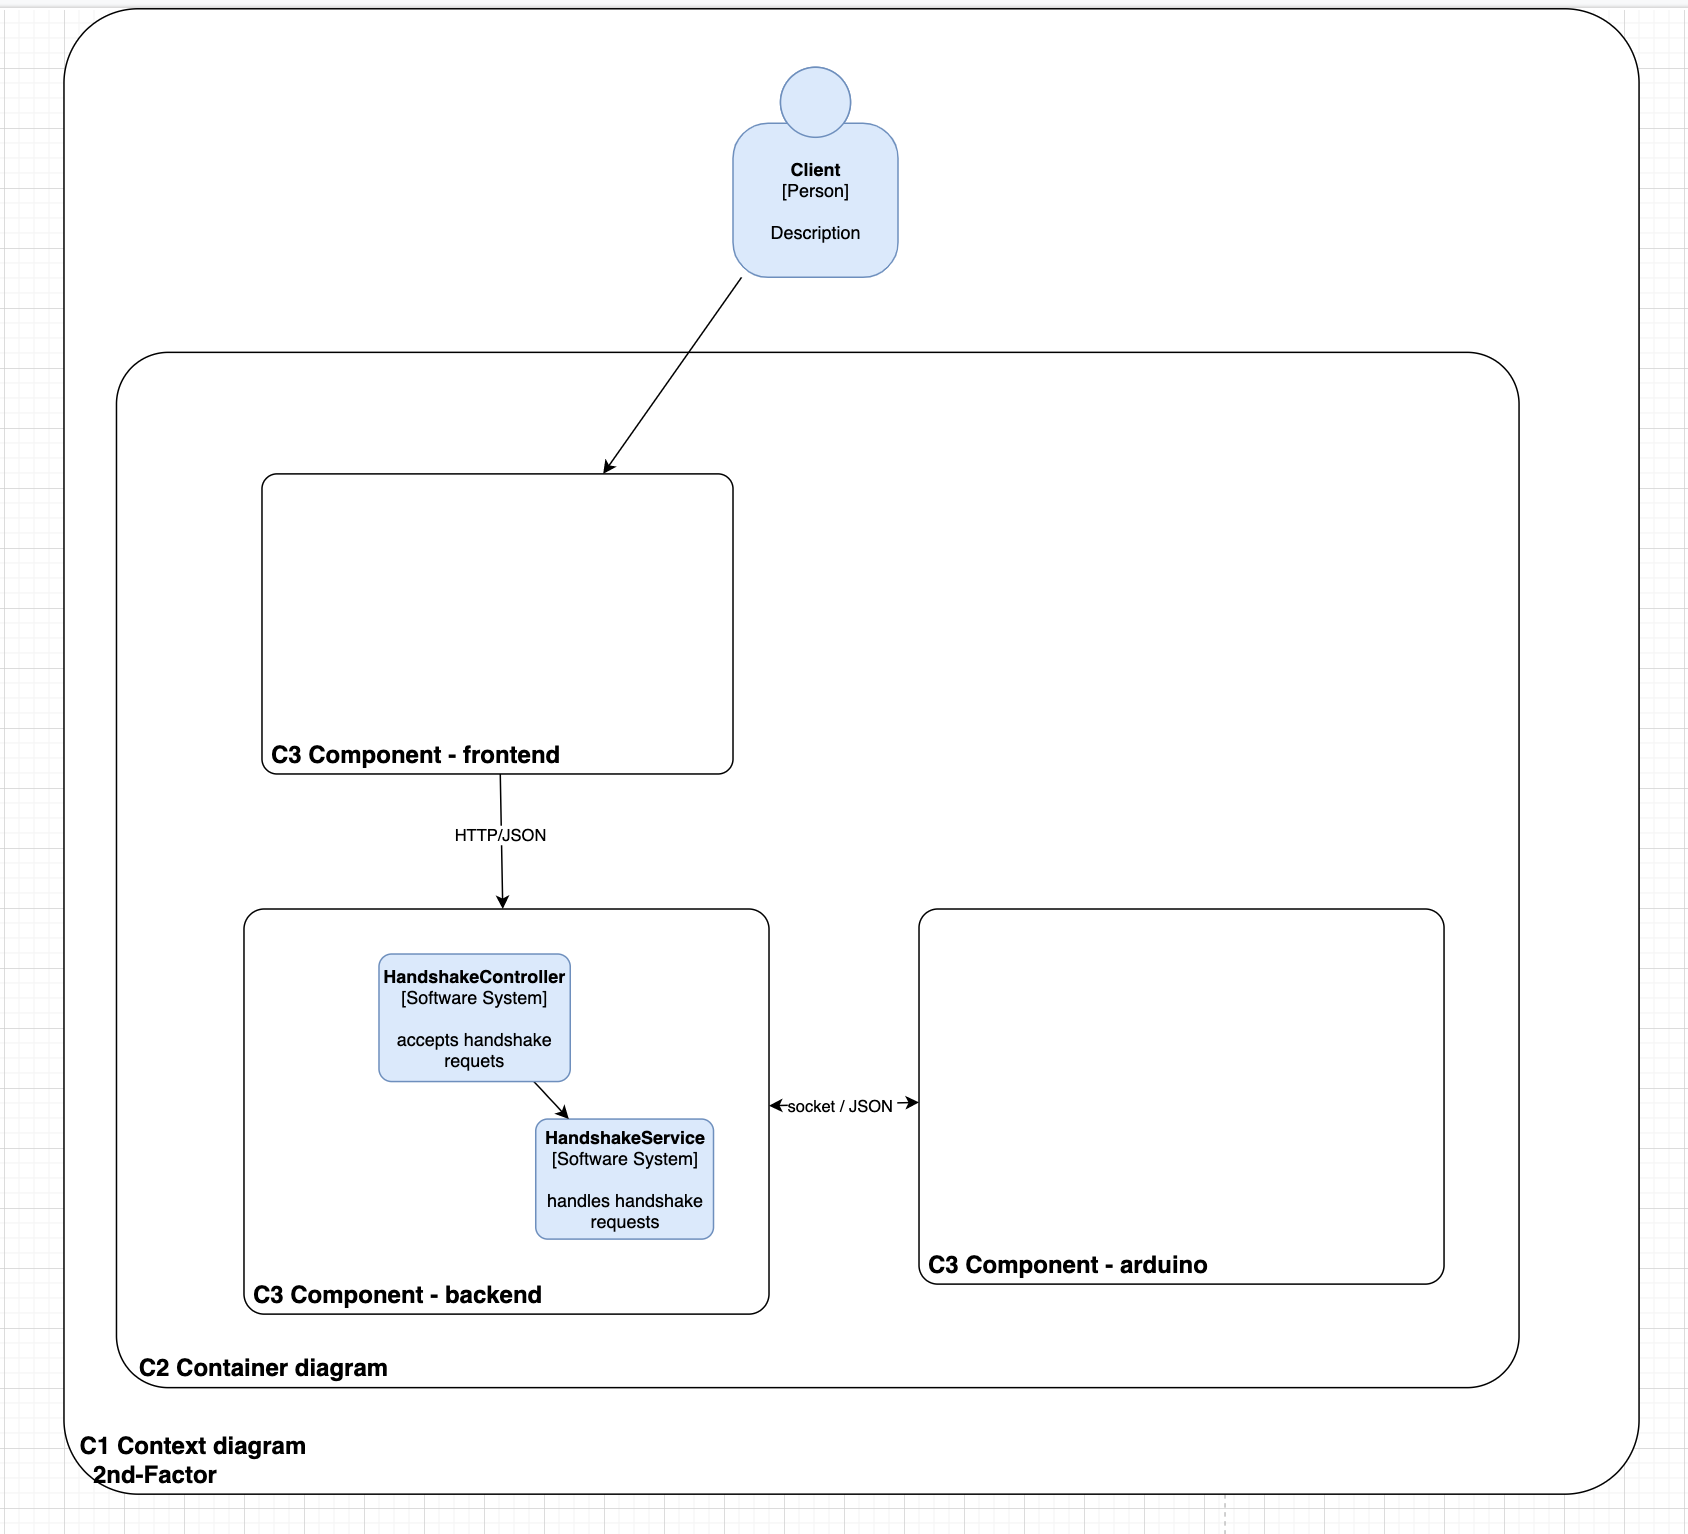 Client
[Person]
Description
C3 Component - frontend
HTTP/JSON
HandshakeController
[Software System]
accepts handshake
requets
HandshakeService
[Software System]
handles handshake
requests
C3 Component - backend
socket / JSON
C3 Component - arduino
C2 Container diagram
C1 Context diagram
2nd-Factor